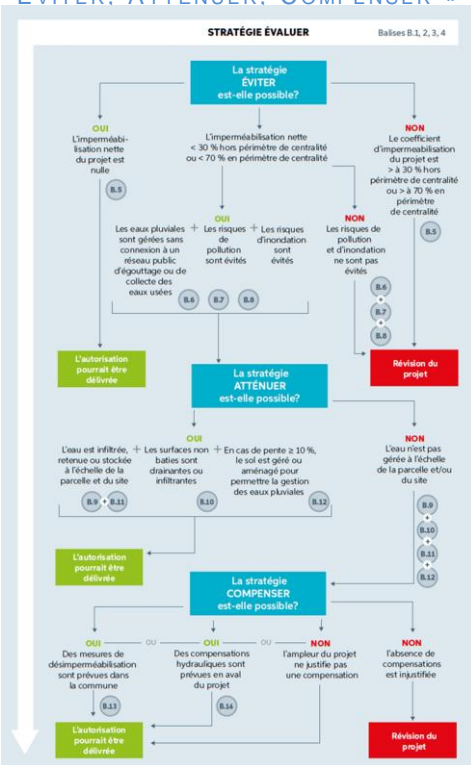 ÉVITER, ATTÉNUER, COMPENSER »
STRATÉGIE ÉVALUER
Balises B.1, 2, 3, 4
La stratégie
ÉVITER
est-elle possible?
OUI
L'imperméabi-
lisation nette
du projet est
nulle
B.5
L'imperméabilisation nette
< 30 % hors périmètre de centralité
ou < 70 % en périmètre de centralité
NON
Le coefficient
d'impermeabilisation
du projet est
> à 30 % hors
périmètre de centralité
ou > à 70 % en
périmètre
de centralité
B.5
OUI
Les eaux pluviales
sont gérées sans
connexion à un
réseau public
d'égouttage ou de
collecte des
eaux usées
+
Les risques
de
pollution
sont évités
+
Les risques
d'inondation
sont
évités
B.6
B.7
B.8
NON
Les risques de
pollution
et d'inondation
ne sont pas
évités
B.6
+
B.7
+
B.8
L'autorisation
pourrait être
délivrée
La stratégie
ATTÉNUER
est-elle possible?
Révision du
projet
OUI
L'eau est infiltrée,
retenue ou stockée
à l'échelle de la
parcelle et du site
B.9 + B.11
+
Les surfaces non
baties sont
drainantes ou
infiltrantes
B.10
+
En cas de pente ≥ 10 %,
le sol est géré ou
aménagé pour
permettre la gestion
des eaux pluviales
B.12
NON
L'eau n'est pas
gérée à l'échelle
de la parcelle et/ou
du site
B.9
+
B.10
+
B.11
+
B.12
L'autorisation
pourrait être
délivrée
La stratégie
COMPENSER
est-elle possible?
OUI
Des mesures de
désimperméabilisation
sont prévues dans
la commune
B.13
OU
OUI
Des compensations
hydrauliques sont
prévues en aval
du projet
B.14
OU
NON
l'ampleur du projet
ne justifie pas
une compensation
NON
l'absence de
compensations
est injustifiée
L'autorisation
pourrait être
délivrée
Révision du
projet